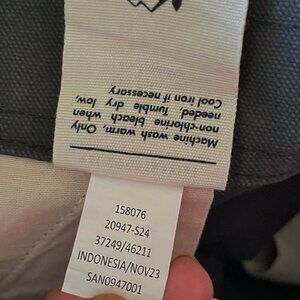 Machine wash warm, Only
non-chlorine bleach when
needed, Tumble dry low,
Cool iron if necessary
158076
20947-S24
37249/46211
INDONESIA/NOV23
SAN0947001